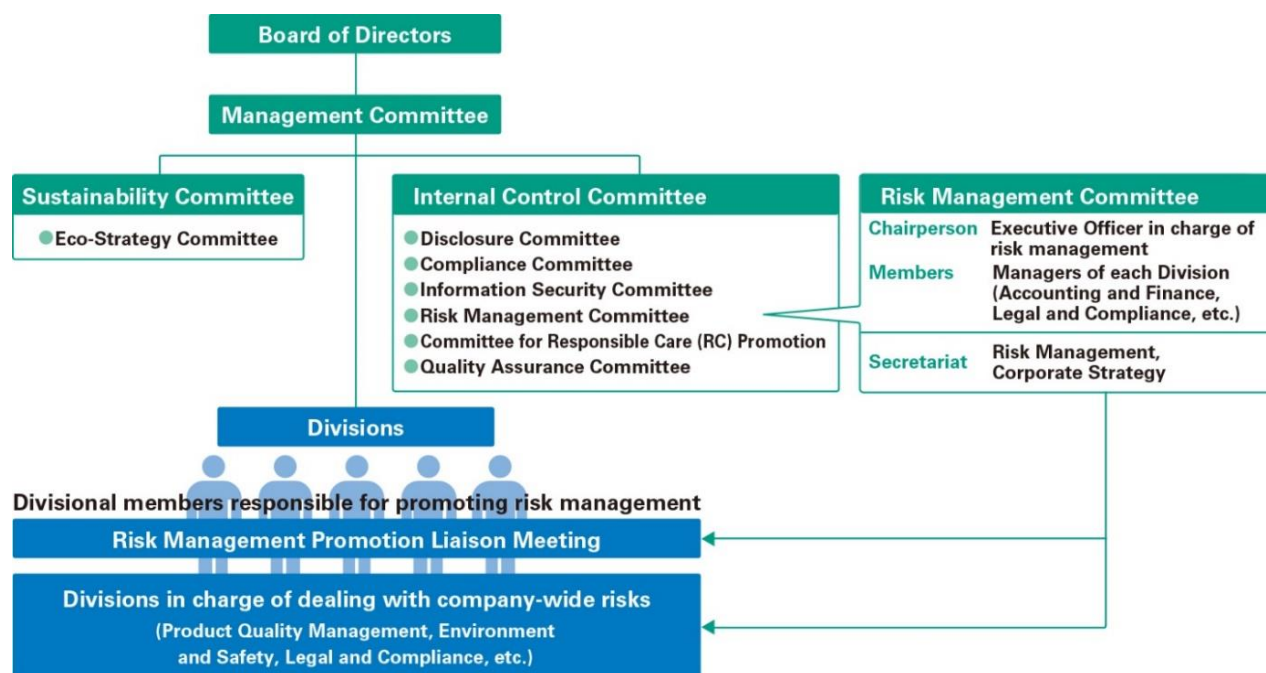 Board of Directors
Management Committee
Sustainability Committee
Eco-Strategy Committee
Internal Control Committee
Disclosure Committee
Compliance Committee
Information Security Committee
Risk Management Committee
Committee for Responsible Care (RC) Promotion
Quality Assurance Committee
Risk Management Committee
Chairperson Executive Officer in charge of
risk management
Members Managers of each Division
(Accounting and Finance,
Legal and Compliance, etc.)
Secretariat Risk Management,
Corporate Strategy
Divisions
Divisional members responsible for promoting risk management
Risk Management Promotion Liaison Meeting
Divisions in charge of dealing with company-wide risks
(Product Quality Management, Environment
and Safety, Legal and Compliance, etc.)